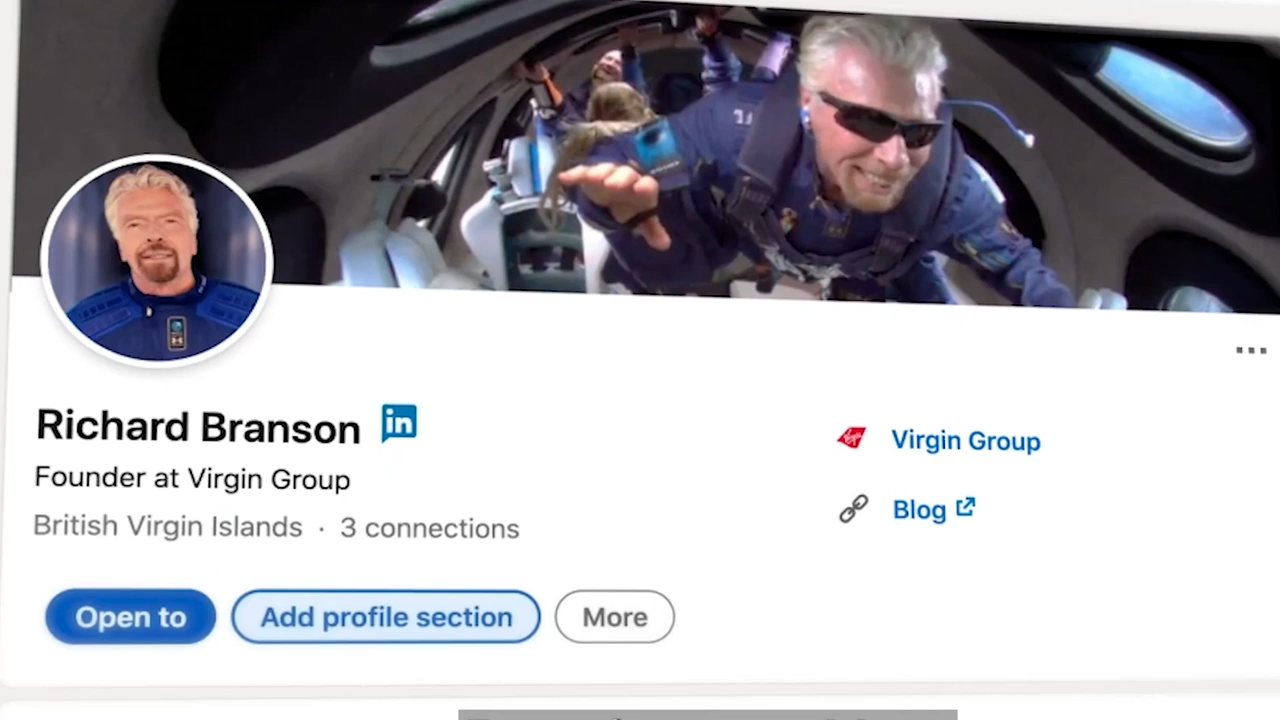 Richard Branson in
Founder at Virgin Group
British Virgin Islands · 3 connections
Virgin Group
Blog
Open to
Add profile section
More